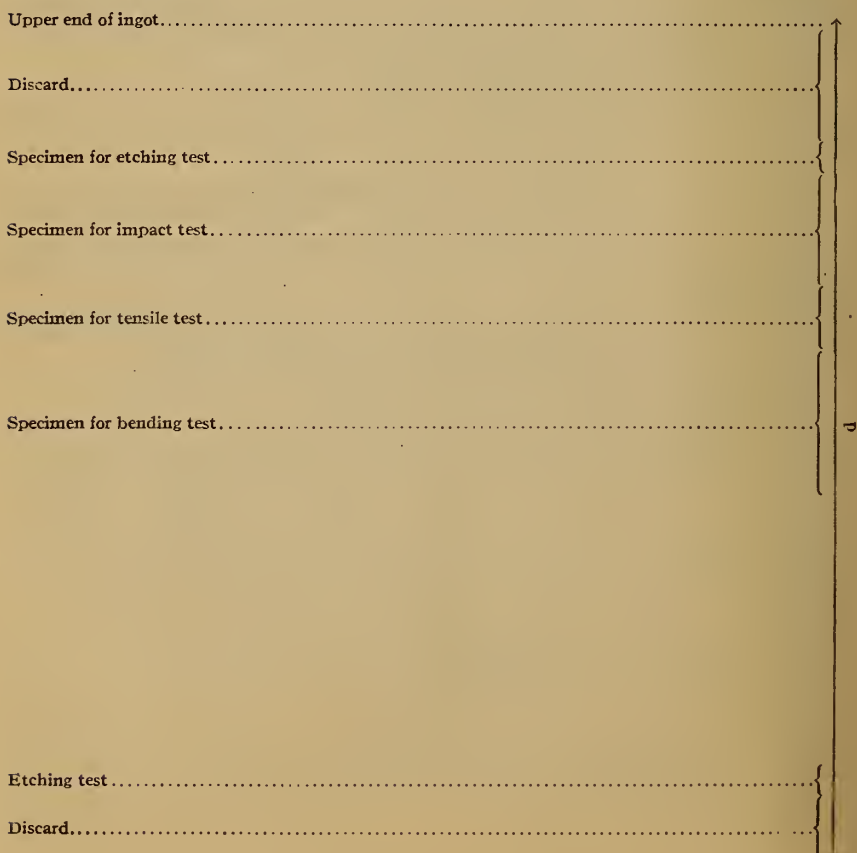 Upper end of ingot
Discard
Specimen for etching test
Specimen for impact test
Specimen for tensile test
Specimen for bending test
Etching test
Discard